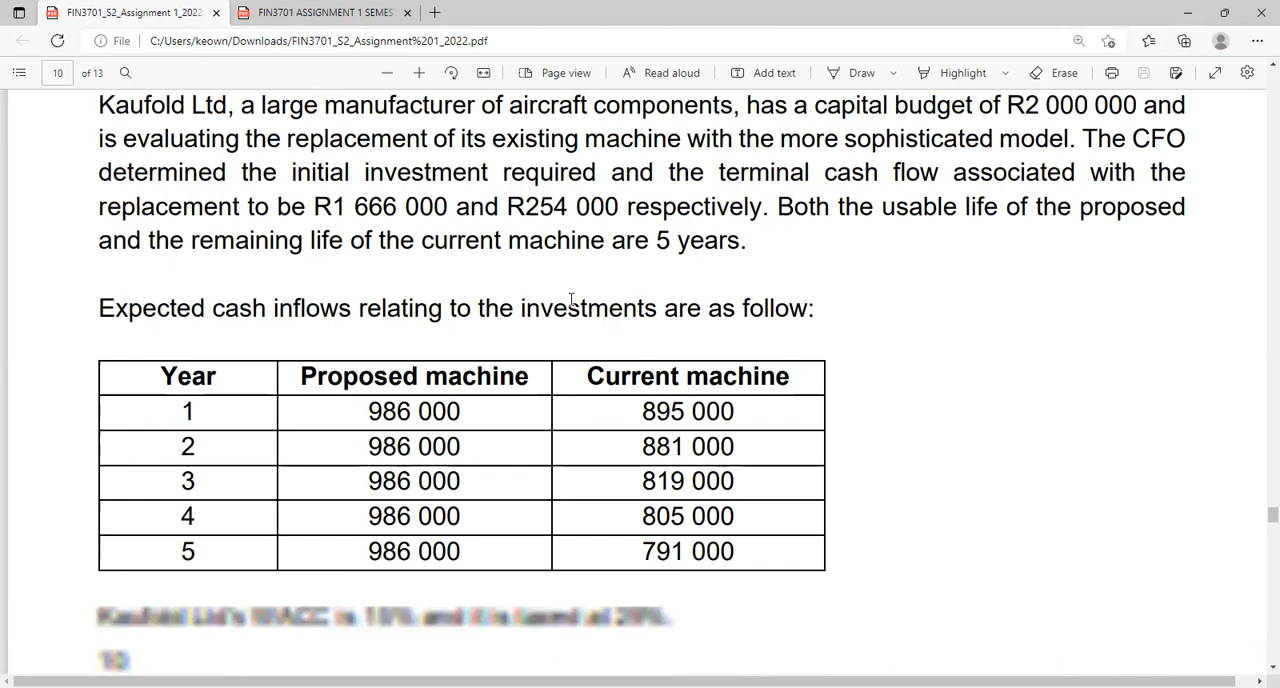 FIN3701_S2_Assignment 1_2022.
FIN3701 ASSIGNMENT 1 SEMES
File C:/Users/keown/Downloads/FIN3701_S2_Assignment%201_2022.pdf
10 of 13 Page view Read aloud Add text Draw Highlight Erase
Kaufold Ltd, a large manufacturer of aircraft components, has a capital budget of R2 000 000 and
is evaluating the replacement of its existing machine with the more sophisticated model. The CFO
determined the initial investment required and the terminal cash flow associated with the
replacement to be R1 666 000 and R254 000 respectively. Both the usable life of the proposed
and the remaining life of the current machine are 5 years.
Expected cash inflows relating to the investments are as follow:
Year Proposed machine Current machine
1 986 000 895 000
2 986 000 881 000
3 986 000 819 000
4 986 000 805 000
5 986 000 791 000